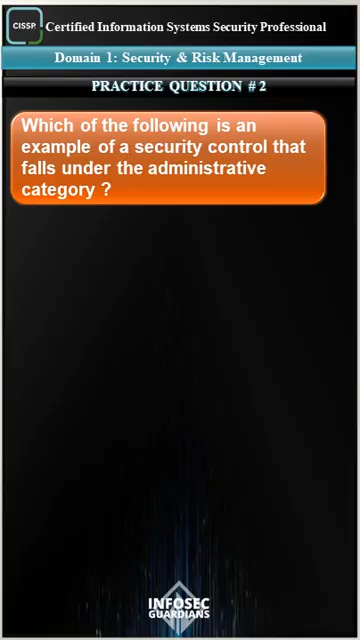 CISSP
Certified Information Systems Security Professional
Domain 1: Security & Risk Management
PRACTICE QUESTION # 2
Which of the following is an
example of a security control that
falls under the administrative
category ?
INFOSEC
GUARDIANS